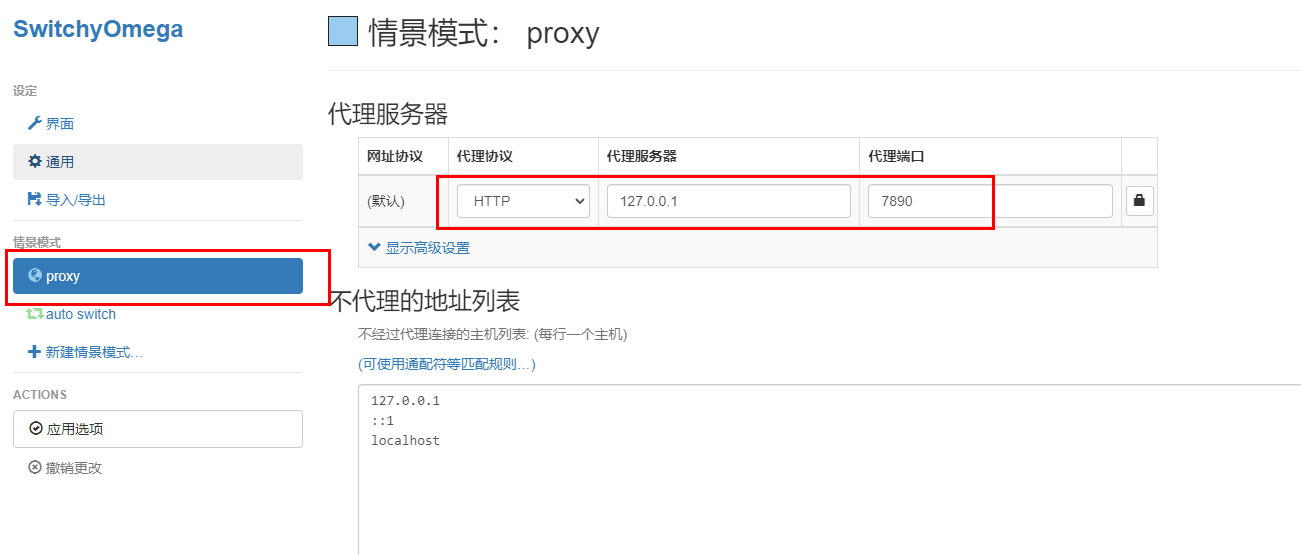 SwitchyOmega
设定
界面
通用
导入/导出
情景模式
proxy
auto switch
新建情景模式…
ACTIONS
应用选项
撤销更改
情景模式： proxy
代理服务器
网址协议 代理协议 代理服务器 代理端口
(默认) HTTP 127.0.0.1 7890
显示高级设置
不代理的地址列表
不经过代理连接的主机列表: (每行一个主机)
(可使用通配符等匹配规则…)
127.0.0.1
::1
localhost